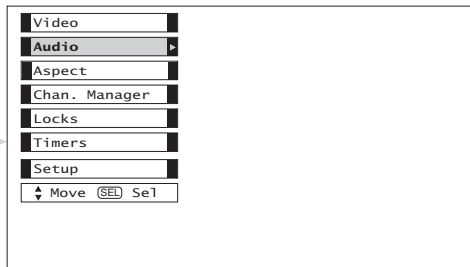 Video
Audio
Aspect
Chan. Manager
Locks
Timers
Setup
Move SEL Sel